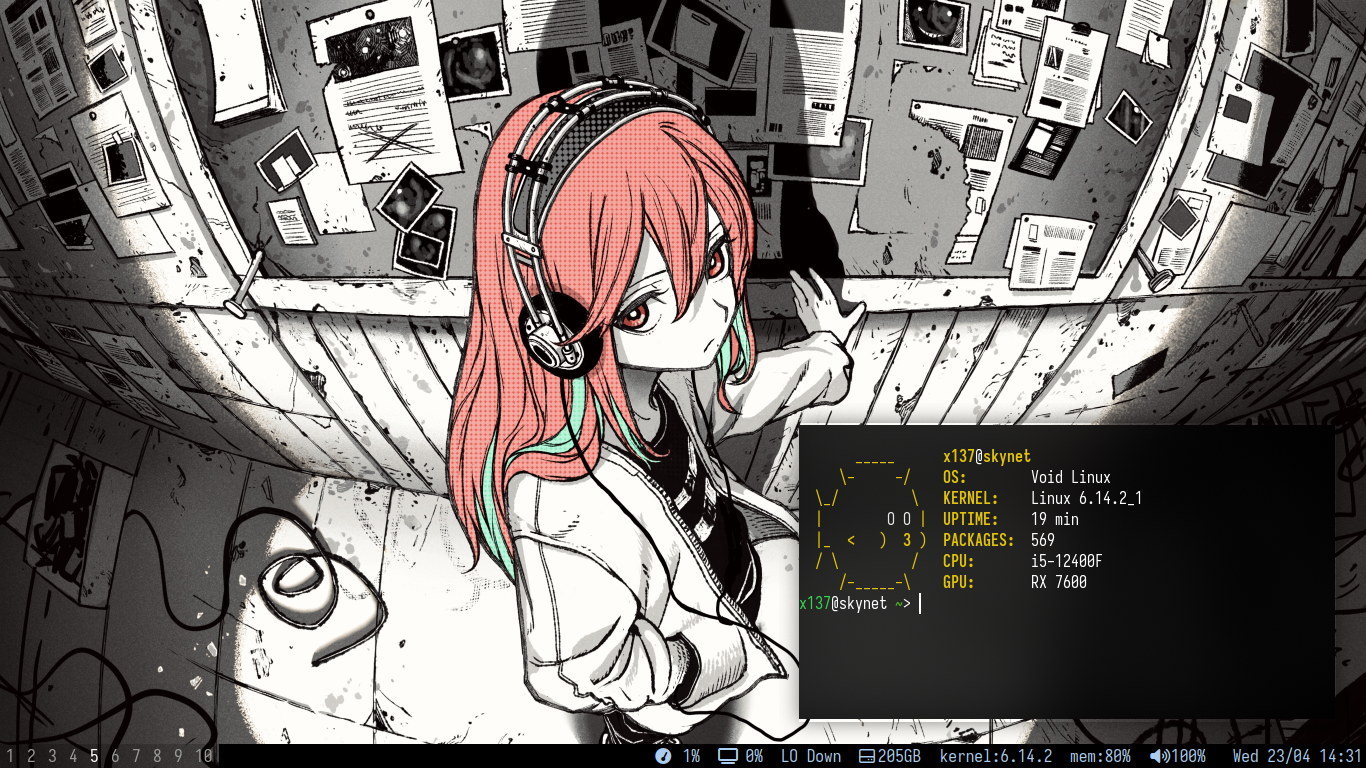 x137@skynet
OS: Void Linux
KERNEL: Linux 6.14.2_1
UPTIME: 19 min
PACKAGES: 569
CPU: i5-12400F
GPU: RX 7600
x137@skynet ~>
1 2 3 4 5 6 7 8 9 10 1% 0% LO Down 205GB kernel:6.14.2 mem:80% 100% Wed 23/04 14:31